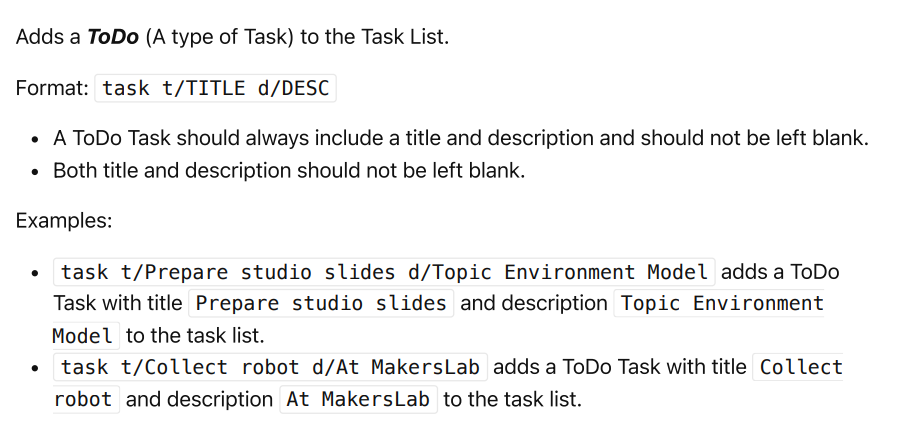 Adds a ToDo (A type of Task) to the Task List.
Format: task t/TITLE d/DESC
• A ToDo Task should always include a title and description and should not be left blank.
• Both title and description should not be left blank.
Examples:
• task t/Prepare studio slides d/Topic Environment Model adds a ToDo
Task with title Prepare studio slides and description Topic Environment
Model to the task list.
• task t/Collect robot d/At MakersLab adds a ToDo Task with title Collect
robot and description At MakersLab to the task list.